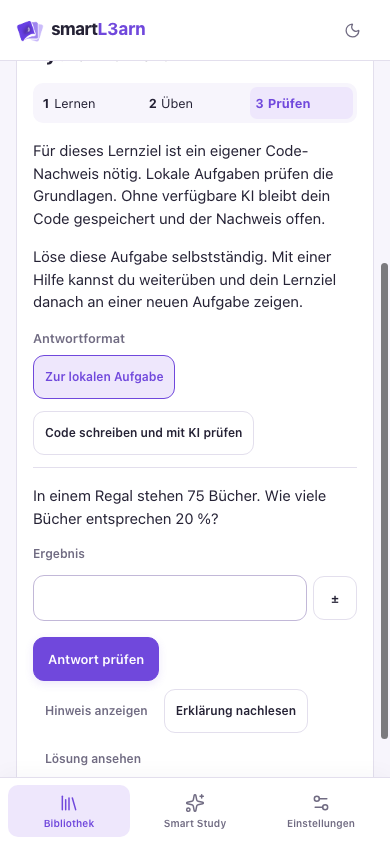 smartL3arn
1 Lernen
2 Üben
3 Prüfen
Für dieses Lernziel ist ein eigener Code-
Nachweis nötig. Lokale Aufgaben prüfen die
Grundlagen. Ohne verfügbare KI bleibt dein
Code gespeichert und der Nachweis offen.
Löse diese Aufgabe selbstständig. Mit einer
Hilfe kannst du weiterüben und dein Lernziel
danach an einer neuen Aufgabe zeigen.
Antwortformat
Zur lokalen Aufgabe
Code schreiben und mit KI prüfen
In einem Regal stehen 75 Bücher. Wie viele
Bücher entsprechen 20 %?
Ergebnis
±
Antwort prüfen
Hinweis anzeigen
Erklärung nachlesen
Lösung ansehen
Bibliothek
Smart Study
Einstellungen